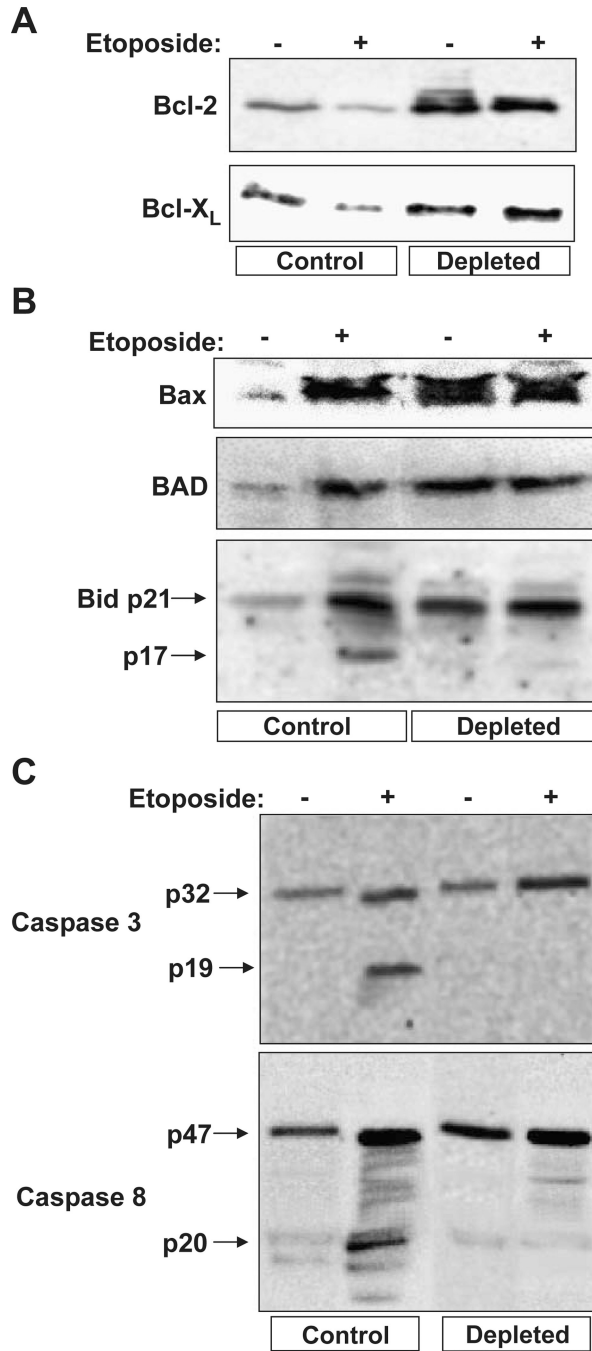 A
Etoposide: - + - +
Bcl-2
Bcl-XL
Control Depleted
B
Etoposide: - + - +
Bax
BAD
Bid p21
p17
Control Depleted
C
Etoposide: - + - +
p32
Caspase 3
p19
p47
Caspase 8
p20
Control Depleted